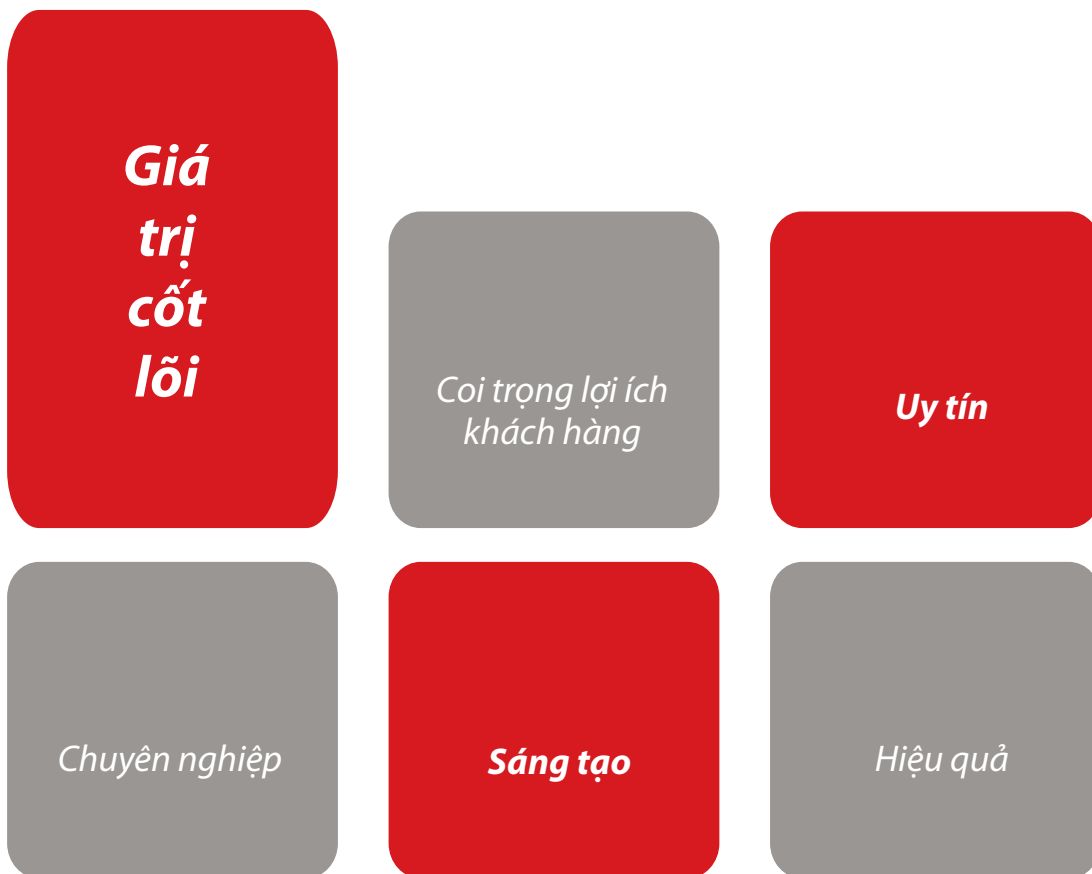 Giá
trị
cốt
lõi
Coi trọng lợi ích
khách hàng
Uy tín
Chuyên nghiệp
Sáng tạo
Hiệu quả